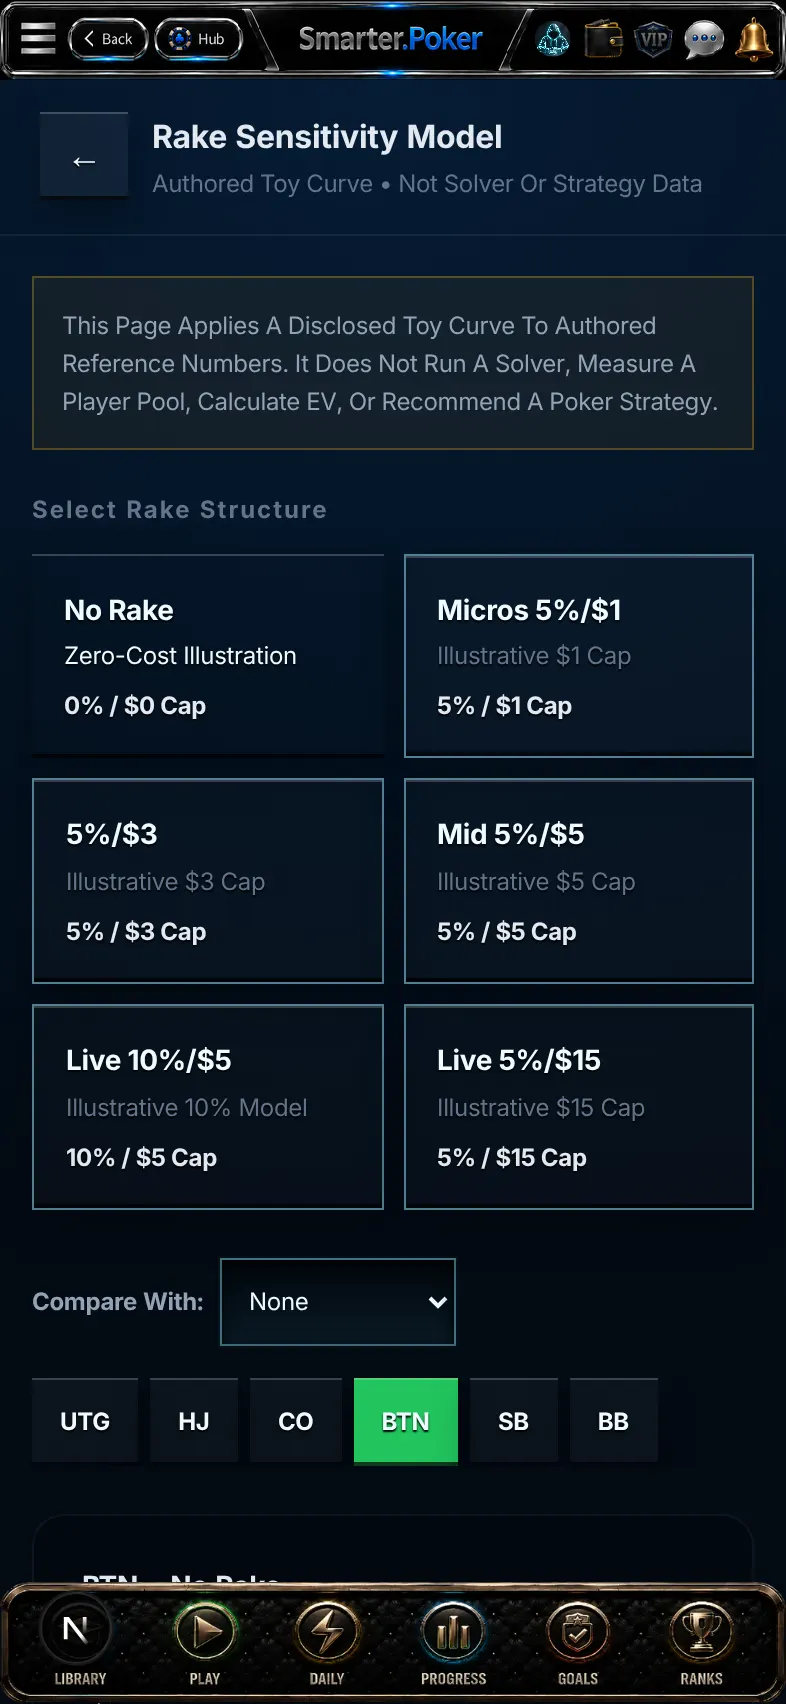 Back
Hub
Smarter.Poker
VIP
←
Rake Sensitivity Model
Authored Toy Curve • Not Solver Or Strategy Data
This Page Applies A Disclosed Toy Curve To Authored
Reference Numbers. It Does Not Run A Solver, Measure A
Player Pool, Calculate EV, Or Recommend A Poker Strategy.
Select Rake Structure
No Rake
Zero-Cost Illustration
0% / $0 Cap
Micros 5%/$1
Illustrative $1 Cap
5% / $1 Cap
5%/$3
Illustrative $3 Cap
5% / $3 Cap
Mid 5%/$5
Illustrative $5 Cap
5% / $5 Cap
Live 10%/$5
Illustrative 10% Model
10% / $5 Cap
Live 5%/$15
Illustrative $15 Cap
5% / $15 Cap
Compare With:
None
UTG
HJ
CO
BTN
SB
BB
N
LIBRARY
PLAY
DAILY
PROGRESS
GOALS
RANKS